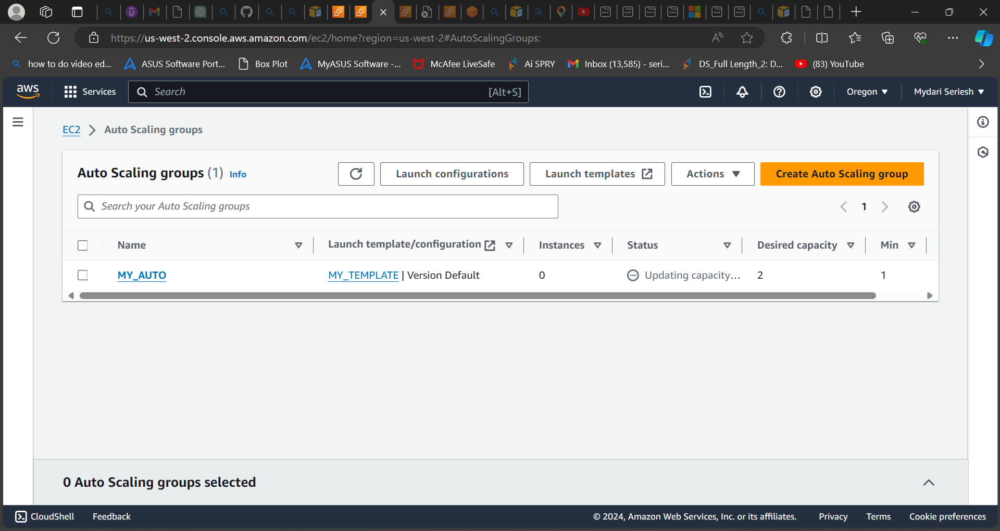 https://us-west-2.console.aws.amazon.com/ec2/home?region=us-west-2#AutoScalingGroups:
how to do video ed... ASUS Software Port... Box Plot MyASUS Software -... McAfee LiveSafe Ai SPRY Inbox (13,585) - seri... DS_Full Length_2: D... (83) YouTube
aws Services Search [Alt+S] Oregon Mydari Seriesh
EC2 Auto Scaling groups
Auto Scaling groups (1) Info Launch configurations Launch templates Actions Create Auto Scaling group
Search your Auto Scaling groups 1
Name Launch template/configuration Instances Status Desired capacity Min
MY_AUTO MY_TEMPLATE | Version Default 0 Updating capacity... 2 1
0 Auto Scaling groups selected
CloudShell Feedback © 2024, Amazon Web Services, Inc. or its affiliates. Privacy Terms Cookie preferences